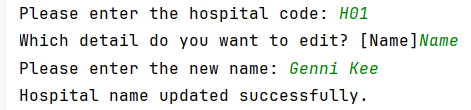 Please enter the hospital code: H01
Which detail do you want to edit? [Name]Name
Please enter the new name: Genni Kee
Hospital name updated successfully.